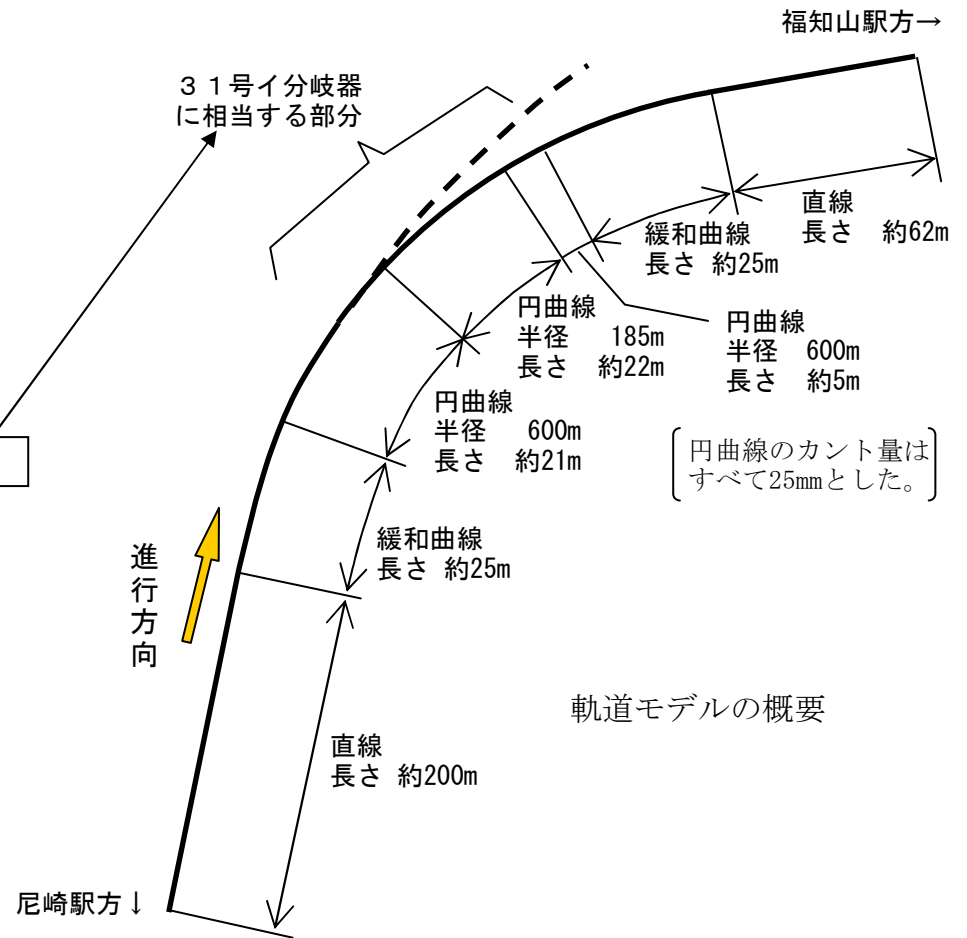 福知山駅方→
３１号イ分岐器
に相当する部分
直線
長さ 約62m
緩和曲線
長さ 約25m
円曲線
半径 185m
長さ 約22m
円曲線
半径 600m
長さ 約5m
円曲線
半径 600m
長さ 約21m
円曲線のカント量は
すべて25mmとした。
緩和曲線
長さ 約25m
進行方向
軌道モデルの概要
直線
長さ 約200m
尼崎駅方↓